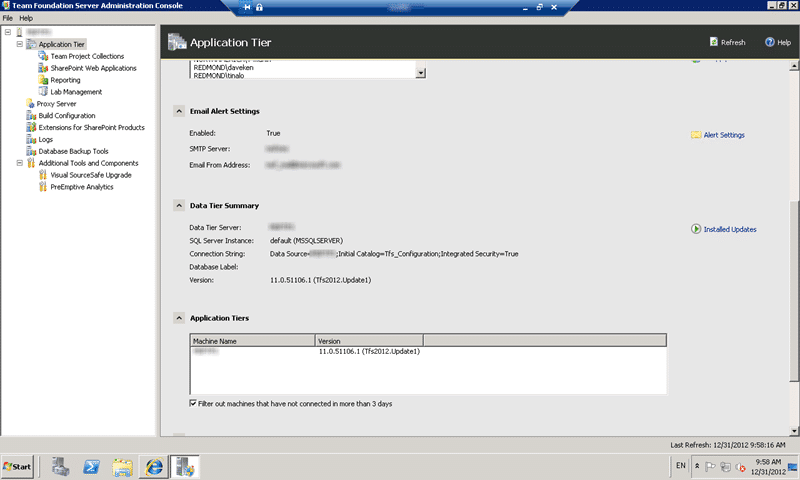 Team Foundation Server Administration Console
File Help
Application Tier
Team Project Collections
SharePoint Web Applications
Reporting
Lab Management
Proxy Server
Build Configuration
Extensions for SharePoint Products
Logs
Database Backup Tools
Additional Tools and Components
Visual SourceSafe Upgrade
PreEmptive Analytics
Application Tier
Refresh
Help
REDMOND\daveken
REDMOND\tinalo
Email Alert Settings
Enabled: True
SMTP Server:
Email From Address:
Alert Settings
Data Tier Summary
Data Tier Server:
SQL Server Instance: default (MSSQLSERVER)
Connection String: Data Source= ;Initial Catalog=Tfs_Configuration;Integrated Security=True
Database Label:
Version: 11.0.51106.1 (Tfs2012.Update1)
Installed Updates
Application Tiers
Machine Name Version
11.0.51106.1 (Tfs2012.Update1)
Filter out machines that have not connected in more than 3 days
Last Refresh: 12/31/2012 9:58:16 AM
Start
EN
9:58 AM
12/31/2012